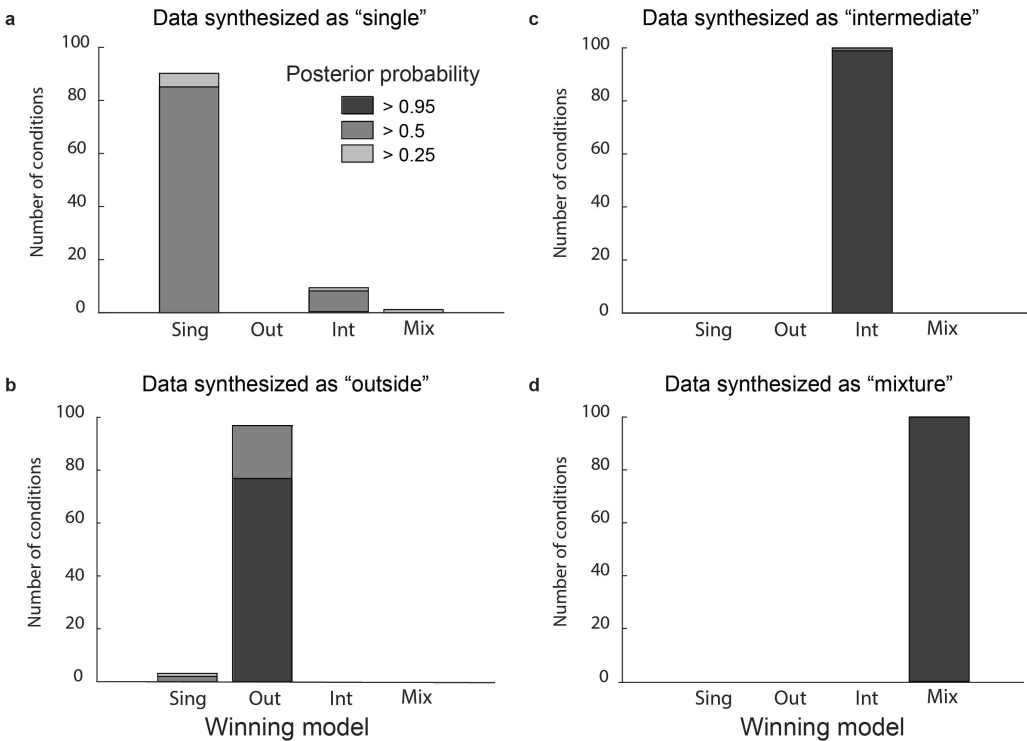 a
Data synthesized as “single”
Number of conditions
100
80
60
40
20
0
Posterior probability
> 0.95
> 0.5
> 0.25
Sing Out Int Mix
c
Data synthesized as “intermediate”
Number of conditions
100
80
60
40
20
0
Sing Out Int Mix
b
Data synthesized as “outside”
Number of conditions
100
80
60
40
20
0
Sing Out Int Mix
Winning model
d
Data synthesized as “mixture”
Number of conditions
100
80
60
40
20
0
Sing Out Int Mix
Winning model